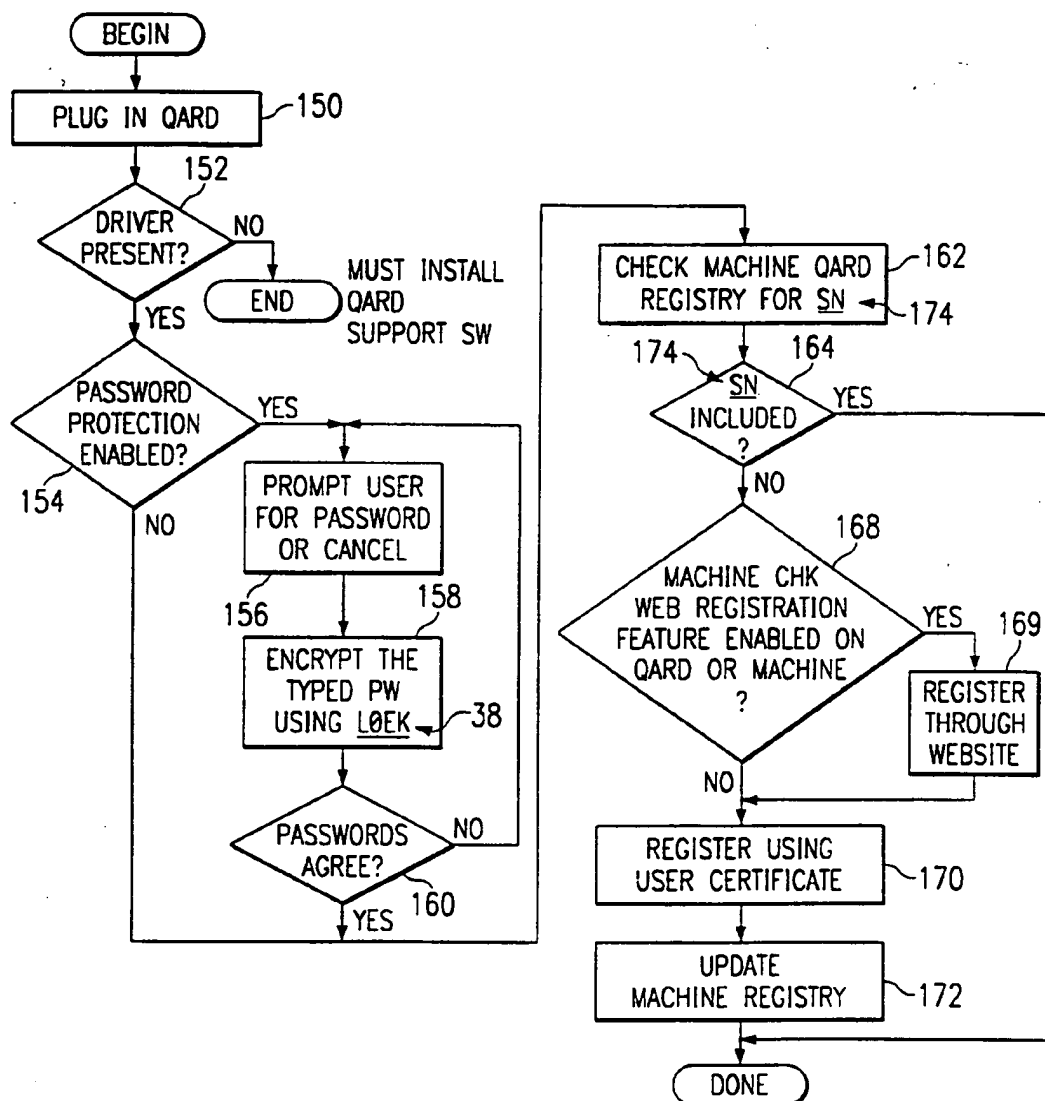 BEGIN
PLUG IN QARD
150
152
DRIVER
PRESENT?
NO
END
MUST INSTALL
QARD
SUPPORT SW
YES
PASSWORD
PROTECTION
ENABLED?
YES
154
NO
PROMPT USER
FOR PASSWORD
OR CANCEL
156
158
ENCRYPT THE
TYPED PW
USING L0EK
38
PASSWORDS
AGREE?
NO
160
YES
CHECK MACHINE QARD
REGISTRY FOR SN
162
174
174
164
SN
INCLUDED
?
YES
NO
168
MACHINE CHK
WEB REGISTRATION
FEATURE ENABLED ON
QARD OR MACHINE
?
YES
169
REGISTER
THROUGH
WEBSITE
NO
REGISTER USING
USER CERTIFICATE
170
UPDATE
MACHINE REGISTRY
172
DONE